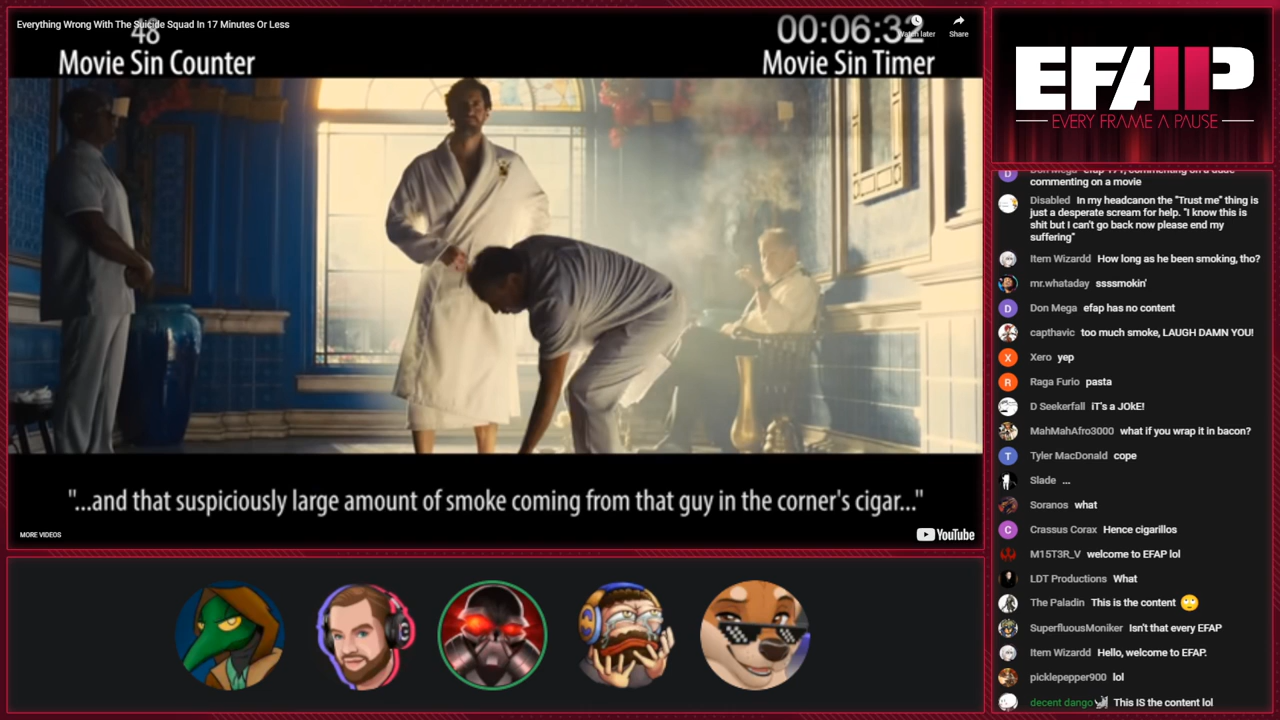 Everything Wrong With The Suicide Squad In 17 Minutes Or Less
48
Movie Sin Counter
00:06:32
Movie Sin Timer
Watch later
Share
"...and that suspiciously large amount of smoke coming from that guy in the corner's cigar..."
MORE VIDEOS
YouTube
EFAP
EVERY FRAME A PAUSE
D
Don Mega efap 171, commenting on a dude
commenting on a movie
Disabled In my headcanon the "Trust me" thing is
just a desperate scream for help. "I know this is
shit but I can't go back now please end my
suffering"
Item Wizardd How long as he been smoking, tho?
mr.whataday ssssmokin'
D Don Mega efap has no content
capthavic too much smoke, LAUGH DAMN YOU!
X Xero yep
R Raga Furio pasta
D Seekerfall iT's a JOkE!
MahMahAfro3000 what if you wrap it in bacon?
T Tyler MacDonald cope
Slade ...
Soranos what
C Crassus Corax Hence cigarillos
M15T3R_V welcome to EFAP lol
LDT Productions What
The Paladin This is the content 🙄
SuperfluousMoniker Isn't that every EFAP
Item Wizardd Hello, welcome to EFAP.
picklepepper900 lol
decent dango This IS the content lol